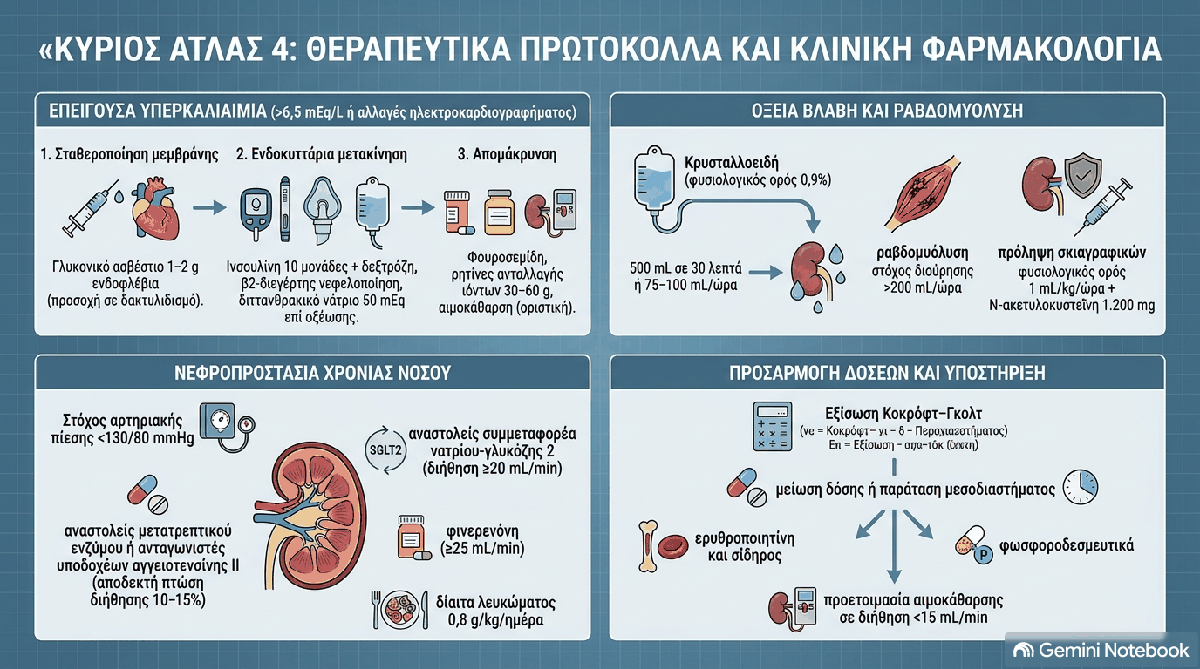 «ΚΥΡΙΟΣ ΑΤΛΑΣ 4: ΘΕΡΑΠΕΥΤΙΚΑ ΠΡΩΤΟΚΟΛΛΑ ΚΑΙ ΚΛΙΝΙΚΗ ΦΑΡΜΑΚΟΛΟΓΙΑ
ΕΠΕΙΓΟΥΣΑ ΥΠΕΡΚΑΛΙΑΙΜΙΑ (>6,5 mEq/L ή αλλαγές ηλεκτροκαρδιογραφήματος)
1. Σταθεροποίηση μεμβράνης
Γλυκονικό ασβέστιο 1–2 g
ενδοφλέβια
(προσοχή σε δακτυλιδισμό).
2. Ενδοκυττάρια μετακίνηση
Ινσουλίνη 10 μονάδες + δεξτρόζη,
β2-διεγέρτης νεφελοποίηση,
διττανθρακικό νάτριο 50 mEq
επί οξέωσης.
3. Απομάκρυνση
Φουροσεμίδη,
ρητίνες ανταλλαγής
ιόντων 30–60 g,
αιμοκάθαρση (οριστική).
ΟΞΕΙΑ ΒΛΑΒΗ ΚΑΙ ΡΑΒΔΟΜΥΟΛΥΣΗ
Κρυσταλλοειδή
(φυσιολογικός ορός 0,9%)
500 mL σε 30 λεπτά
ή 75–100 mL/ώρα
ραβδομυόλυση
στόχος διούρησης
>200 mL/ώρα
πρόληψη σκιαγραφικών
φυσιολογικός ορός
1 mL/kg/ώρα +
Ν-ακετυλοκυστεΐνη 1.200 mg
ΝΕΦΡΟΠΡΟΣΤΑΣΙΑ ΧΡΟΝΙΑΣ ΝΟΣΟΥ
Στόχος αρτηριακής
πίεσης <130/80 mmHg
αναστολείς μετατρεπτικού
ενζύμου ή ανταγωνιστές
υποδοχέων αγγειοτενσίνης ΙΙ
(αποδεκτή πτώση
διήθησης 10–15%)
SGLT2
αναστολείς συμμεταφορέα
νατρίου-γλυκόζης 2
(διήθηση ≥20 mL/min)
φινερενόνη
(≥25 mL/min)
δίαιτα λευκώματος
0,8 g/kg/ημέρα
ΠΡΟΣΑΡΜΟΓΗ ΔΟΣΕΩΝ ΚΑΙ ΥΠΟΣΤΗΡΙΞΗ
Εξίσωση Κοκρόφτ–Γκολτ
μείωση δόσης ή παράταση μεσοδιαστήματος
ερυθροποιητίνη
και σίδηρος
P
φωσφοροδεσμευτικά
προετοιμασία αιμοκάθαρσης
σε διήθηση <15 mL/min
Gemini Notebook